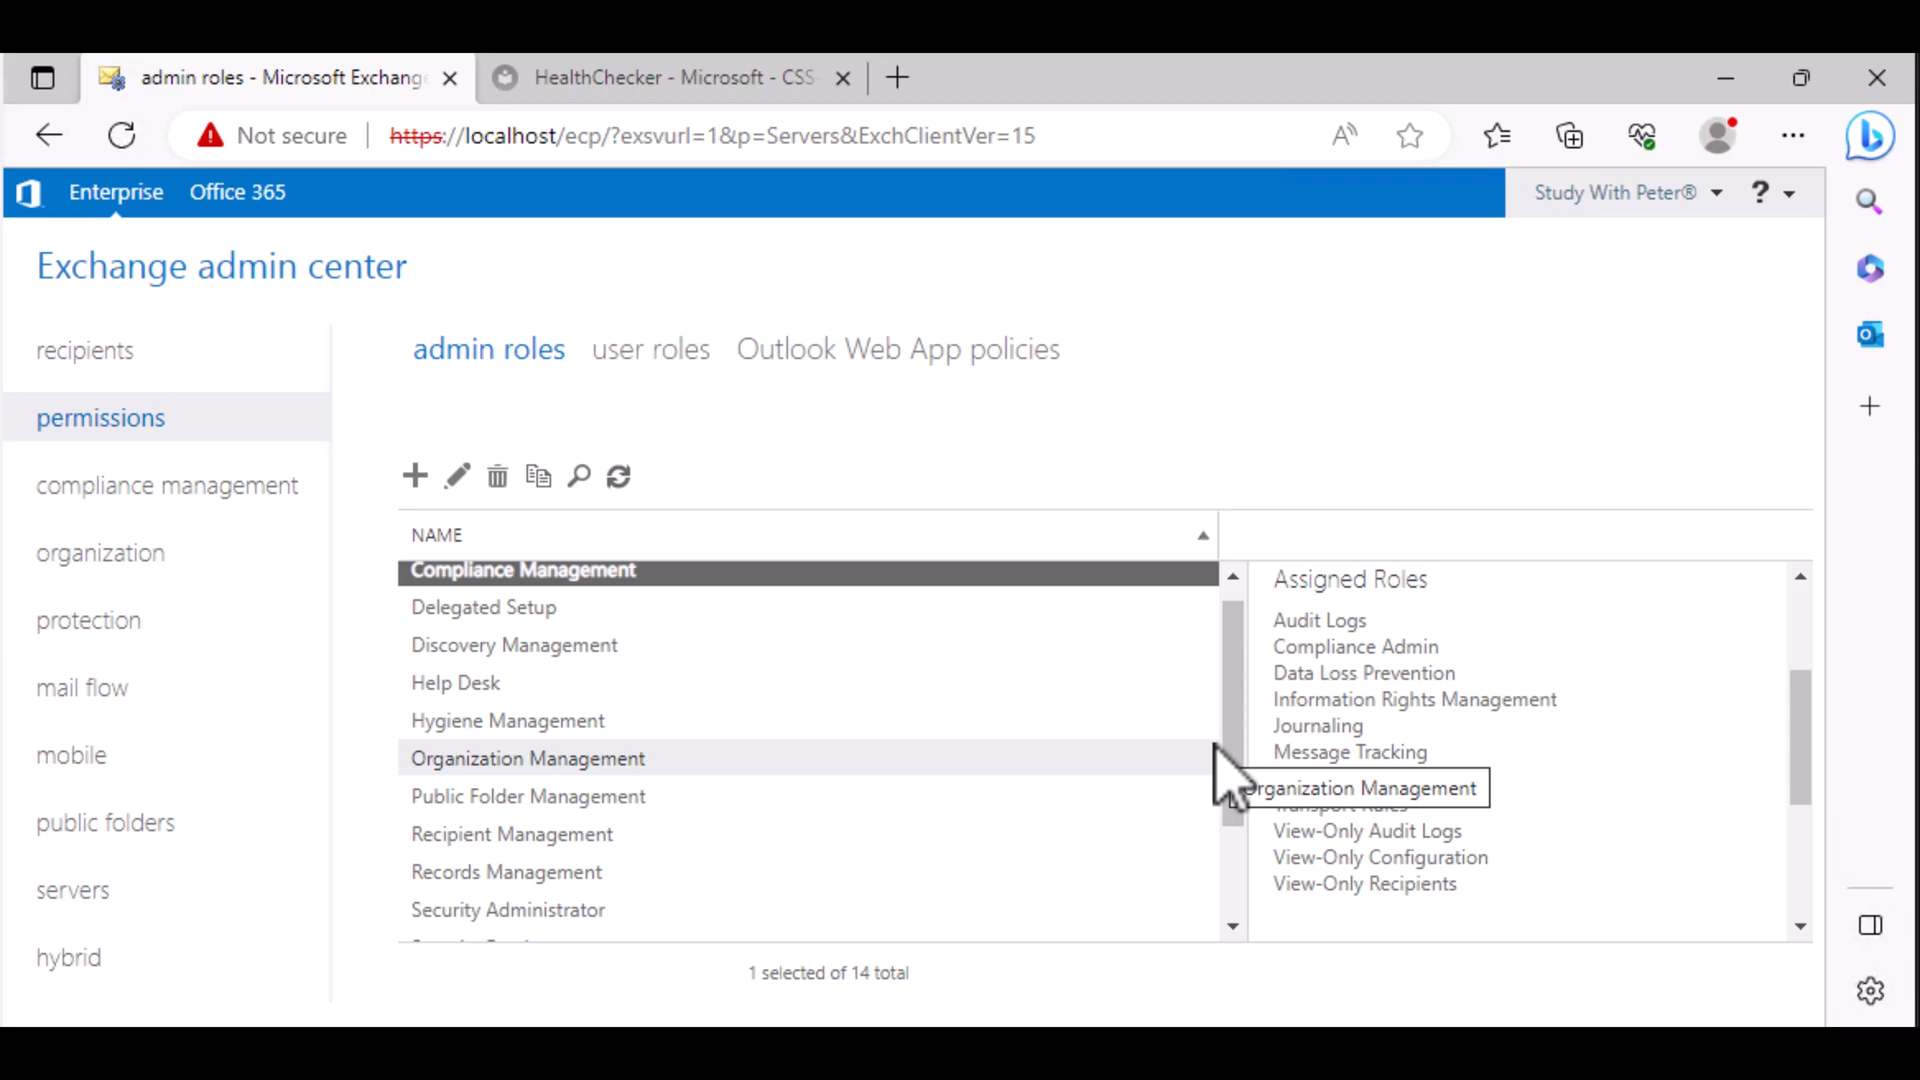 admin roles - Microsoft Exchange
HealthChecker - Microsoft - CSS-
Not secure
https://localhost/ecp/?exsvurl=1&p=Servers&ExchClientVer=15
Enterprise Office 365
Study With Peter® ?
Exchange admin center
recipients
permissions
compliance management
organization
protection
mail flow
mobile
public folders
servers
hybrid
admin roles user roles Outlook Web App policies
NAME
Compliance Management
Delegated Setup
Discovery Management
Help Desk
Hygiene Management
Organization Management
Public Folder Management
Recipient Management
Records Management
Security Administrator
1 selected of 14 total
Assigned Roles
Audit Logs
Compliance Admin
Data Loss Prevention
Information Rights Management
Journaling
Message Tracking
Organization Management
Transport Rules
View-Only Audit Logs
View-Only Configuration
View-Only Recipients